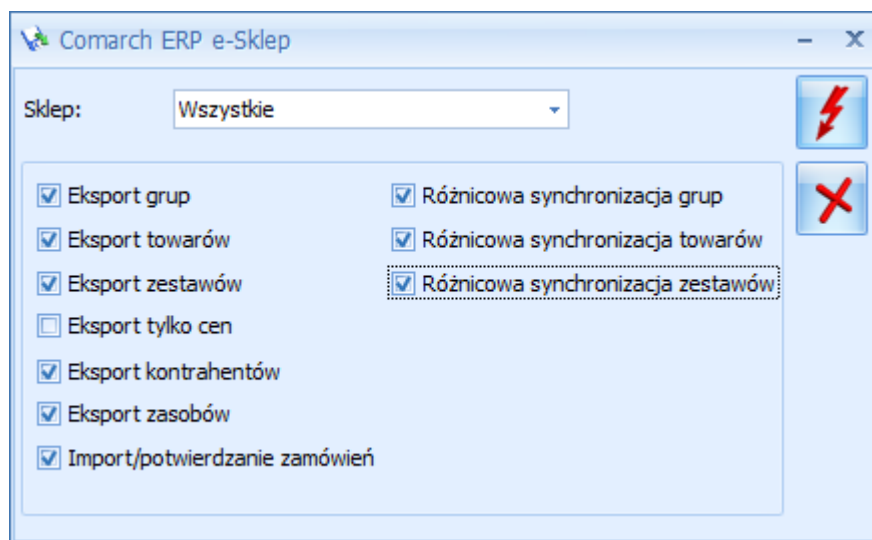 Comarch ERP e-Sklep
Sklep: Wszystkie
Eksport grup Różnicowa synchronizacja grup
Eksport towarów Różnicowa synchronizacja towarów
Eksport zestawów Różnicowa synchronizacja zestawów
Eksport tylko cen
Eksport kontrahentów
Eksport zasobów
Import/potwierdzanie zamówień